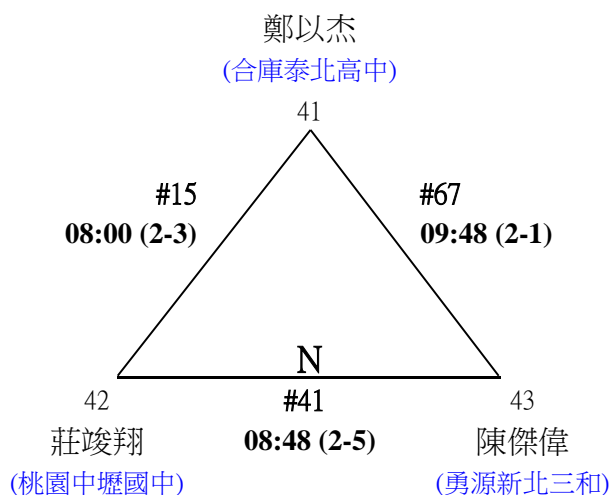 鄭以杰
(合庫泰北高中)
41
#15
08:00 (2-3)
#67
09:48 (2-1)
N
42
#41
43
莊竣翔
08:48 (2-5)
陳傑偉
(桃園中壢國中)
(勇源新北三和)